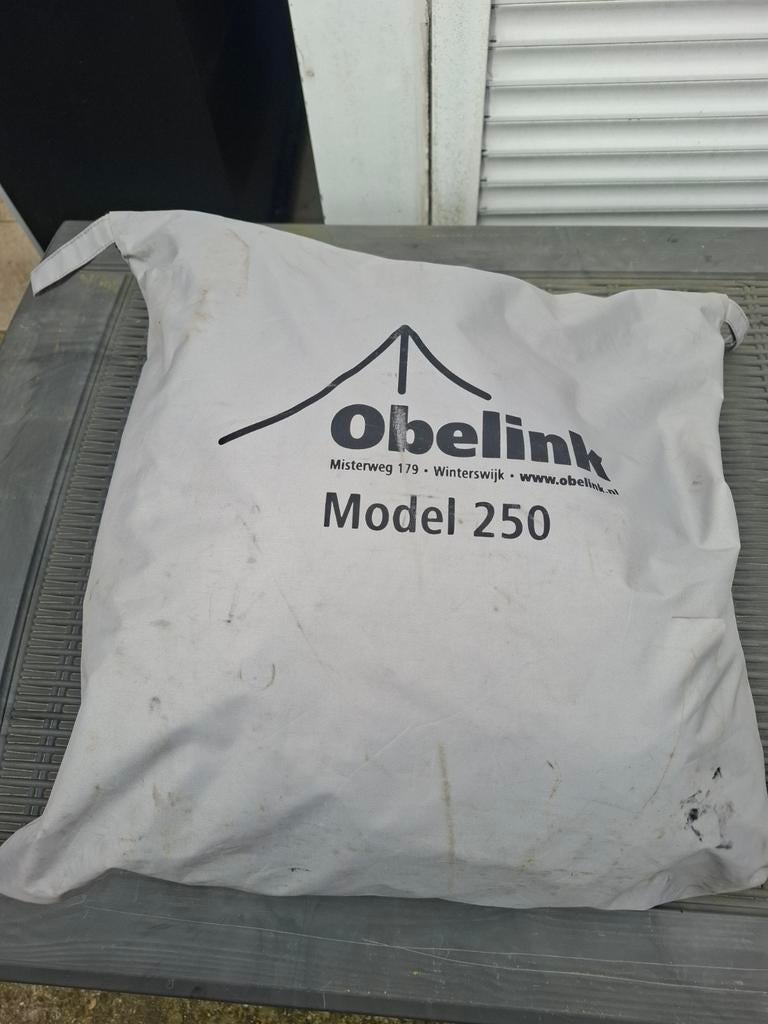 Obelink
Misterweg 179 • Winterswijk • www.obelink.nl
Model 250